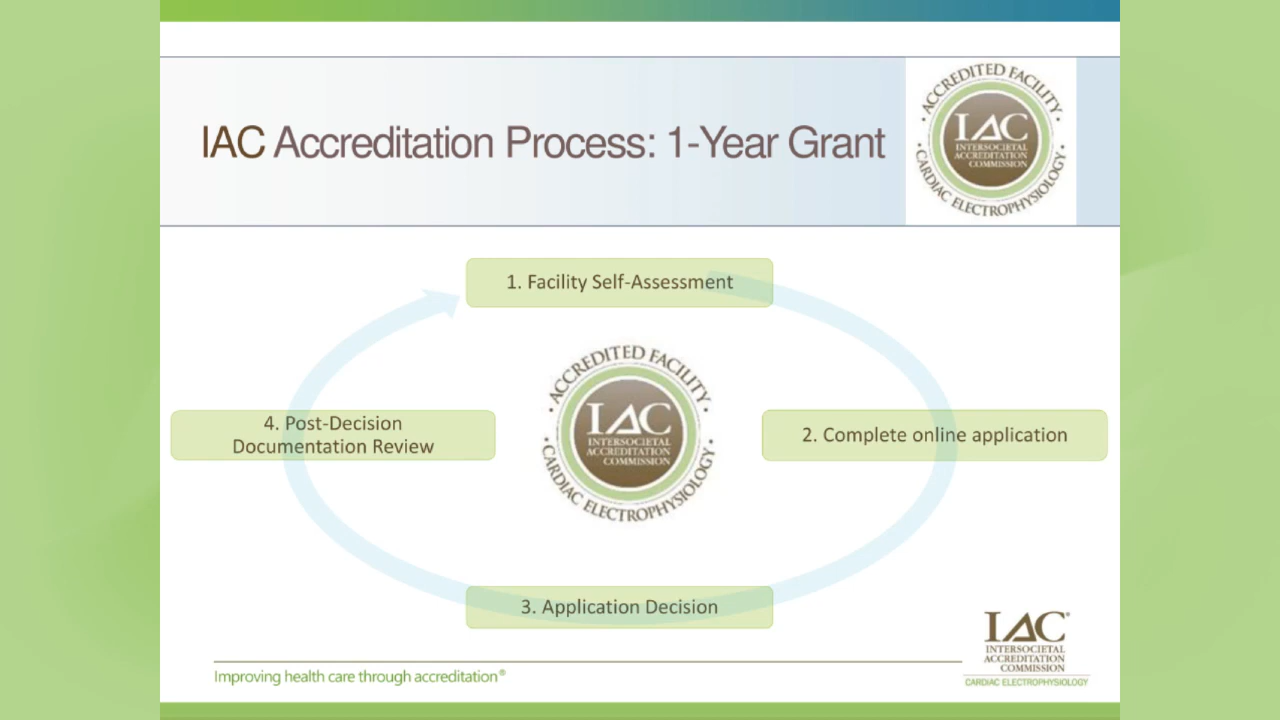 IAC Accreditation Process: 1-Year Grant
ACCREDITED FACILITY
IAC
INTERSOCIETAL
ACCREDITATION
COMMISSION
CARDIAC ELECTROPHYSIOLOGY
1. Facility Self-Assessment
ACCREDITED FACILITY
IAC
INTERSOCIETAL
ACCREDITATION
COMMISSION
CARDIAC ELECTROPHYSIOLOGY
4. Post-Decision
Documentation Review
2. Complete online application
3. Application Decision
IAC®
INTERSOCIETAL
ACCREDITATION
COMMISSION
CARDIAC ELECTROPHYSIOLOGY
Improving health care through accreditation®